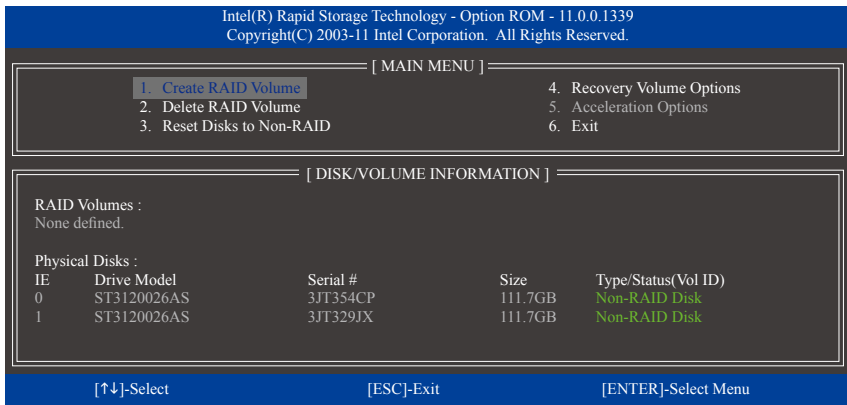 Intel(R) Rapid Storage Technology - Option ROM - 11.0.0.1339
Copyright(C) 2003-11 Intel Corporation. All Rights Reserved.
[ MAIN MENU ]
1. Create RAID Volume
2. Delete RAID Volume
3. Reset Disks to Non-RAID
4. Recovery Volume Options
5. Acceleration Options
6. Exit
[ DISK/VOLUME INFORMATION ]
RAID Volumes :
None defined.
Physical Disks :
IE Drive Model Serial # Size Type/Status(Vol ID)
0 ST3120026AS 3JT354CP 111.7GB Non-RAID Disk
1 ST3120026AS 3JT329JX 111.7GB Non-RAID Disk
[↑↓]-Select [ESC]-Exit [ENTER]-Select Menu